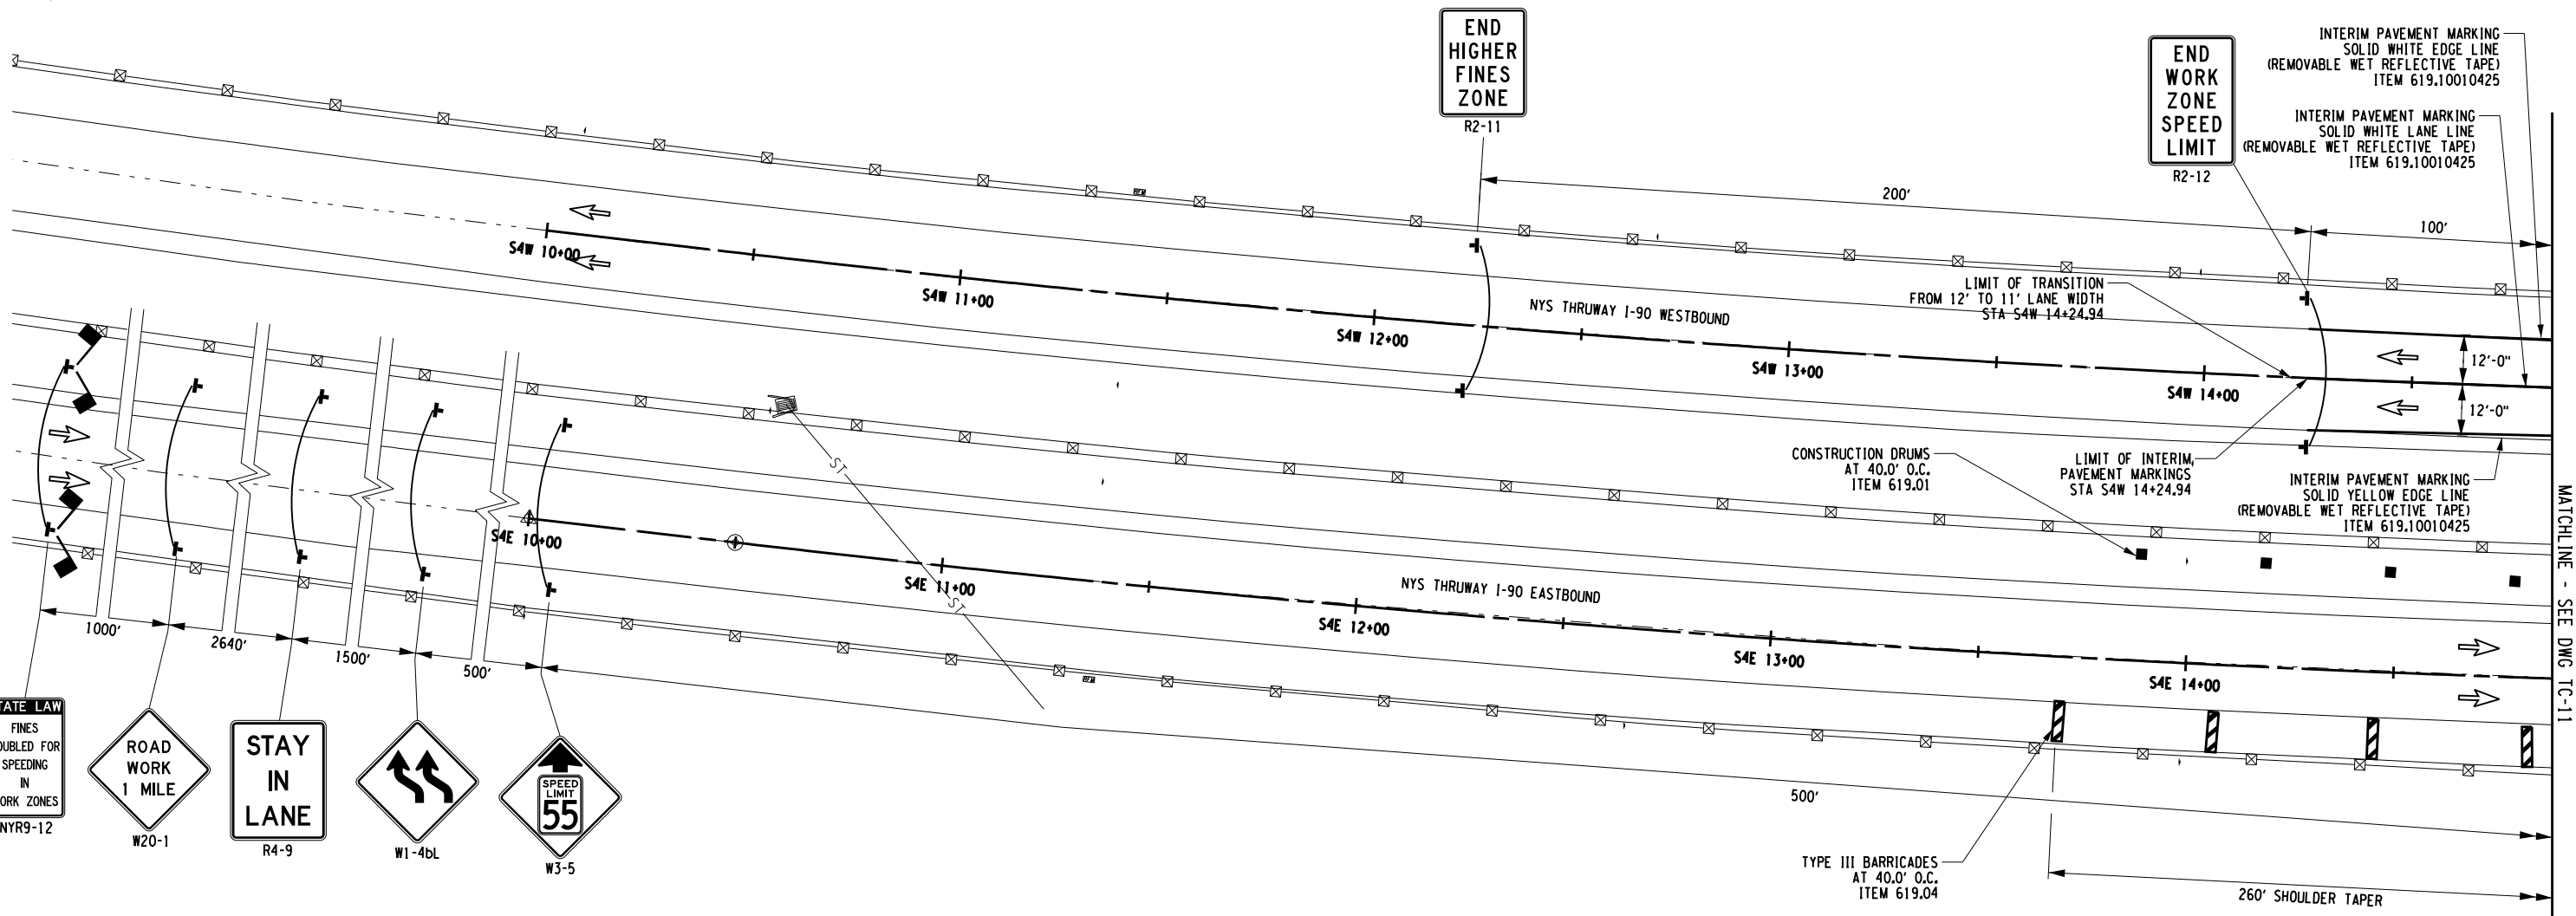 END
HIGHER
FINES
ZONE
R2-11
END
WORK
ZONE
SPEED
LIMIT
R2-12
INTERIM PAVEMENT MARKING
SOLID WHITE EDGE LINE
(REMOVABLE WET REFLECTIVE TAPE)
ITEM 619.10010425
INTERIM PAVEMENT MARKING
SOLID WHITE LANE LINE
(REMOVABLE WET REFLECTIVE TAPE)
ITEM 619.10010425
200'
100'
S4W 10+00
S4W 11+00
S4W 12+00
S4W 13+00
S4W 14+00
NYS THRUWAY I-90 WESTBOUND
LIMIT OF TRANSITION
FROM 12' TO 11' LANE WIDTH
STA S4W 14+24.94
12'-0"
12'-0"
CONSTRUCTION DRUMS
AT 40.0' O.C.
ITEM 619.01
LIMIT OF INTERIM
PAVEMENT MARKINGS
STA S4W 14+24.94
INTERIM PAVEMENT MARKING
SOLID YELLOW EDGE LINE
(REMOVABLE WET REFLECTIVE TAPE)
ITEM 619.10010425
MATCHLINE - SEE DWG TC-11
ST
ST
S4E 10+00
S4E 11+00
S4E 12+00
S4E 13+00
S4E 14+00
NYS THRUWAY I-90 EASTBOUND
1000'
2640'
1500'
500'
500'
TATE LAW
FINES
OUBLED FOR
SPEEDING
IN
ORK ZONES
NYR9-12
ROAD
WORK
1 MILE
W20-1
STAY
IN
LANE
R4-9
W1-4bL
SPEED
LIMIT
55
W3-5
TYPE III BARRICADES
AT 40.0' O.C.
ITEM 619.04
260' SHOULDER TAPER